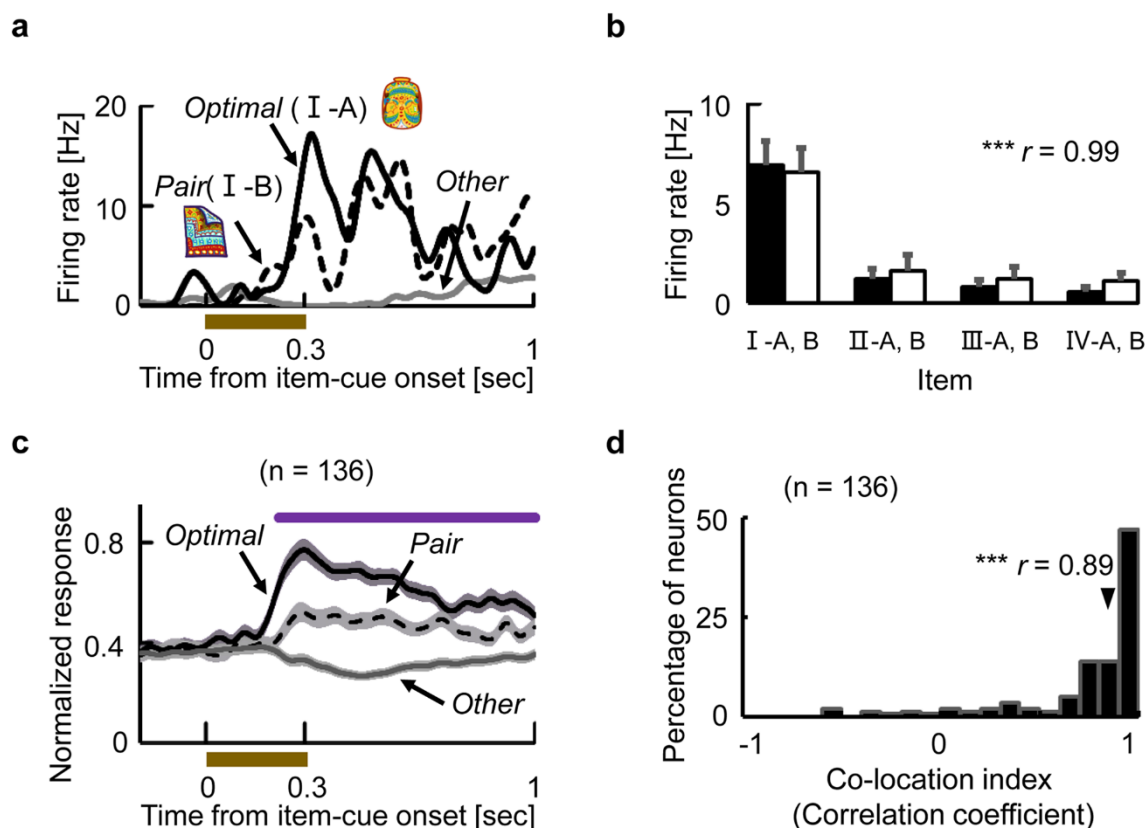 a
Firing rate [Hz]
20
10
0
Optimal (Ⅰ-A)
Pair(Ⅰ-B)
Other
0
0.3
1
Time from item-cue onset [sec]
b
Firing rate [Hz]
10
5
0
*** r = 0.99
Ⅰ-A, B
Ⅱ-A, B
Ⅲ-A, B
Ⅳ-A, B
Item
c
(n = 136)
Normalized response
0.8
0.4
0
Optimal
Pair
Other
0
0.3
1
Time from item-cue onset [sec]
d
(n = 136)
Percentage of neurons
50
25
0
*** r = 0.89
-1
0
1
Co-location index
(Correlation coefficient)